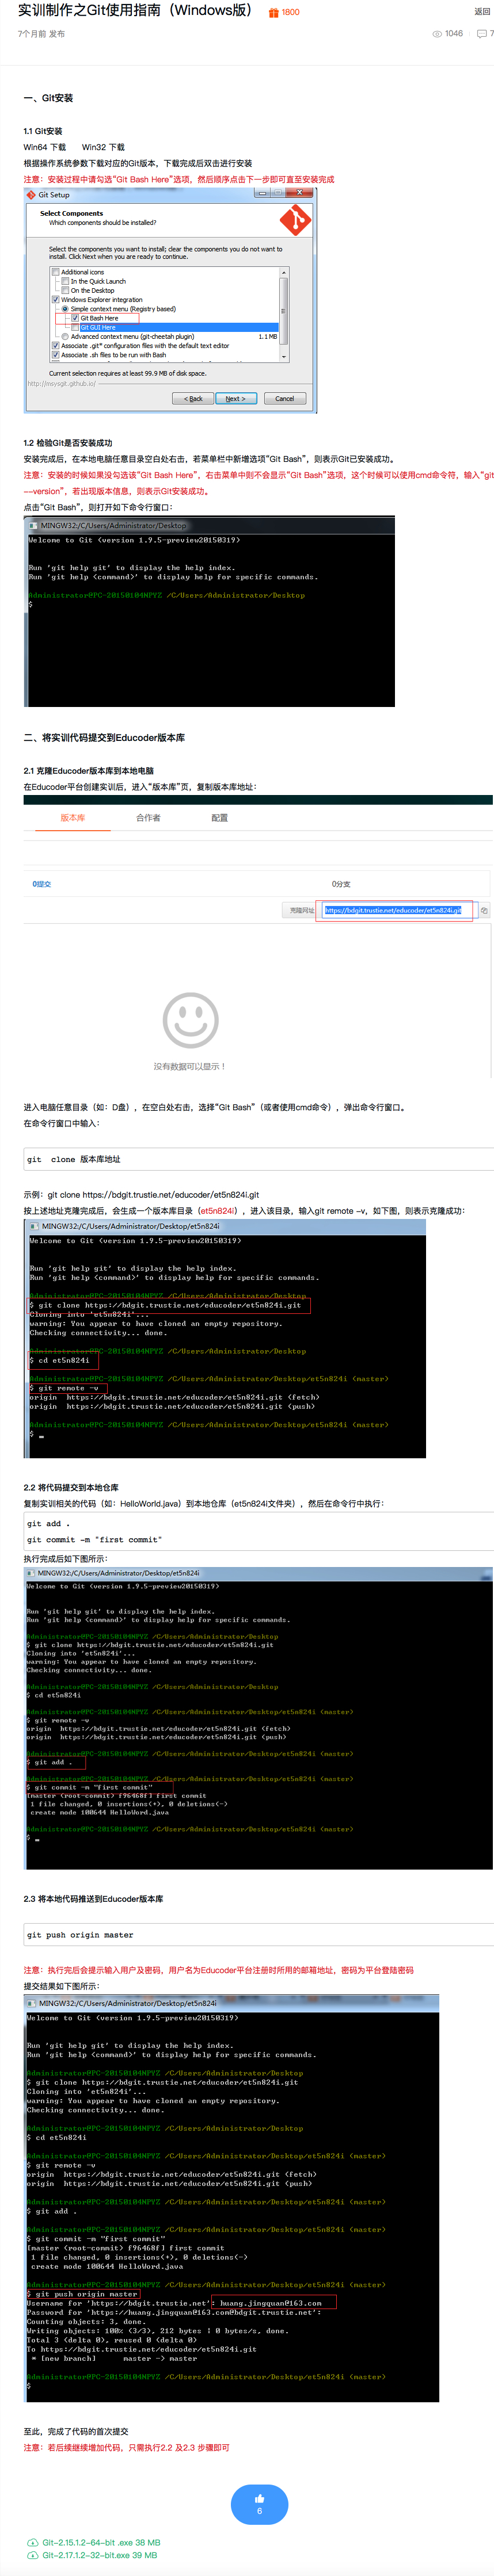 实训制作之Git使用指南（Windows版） 1800 返回
7个月前 发布 1046 7
一、Git安装
1.1 Git安装
Win64 下载 Win32 下载
根据操作系统参数下载对应的Git版本，下载完成后双击进行安装
注意：安装过程中请勾选“Git Bash Here”选项，然后顺序点击下一步即可直至安装完成
Git Setup
Select Components
Which components should be installed?
Select the components you want to install; clear the components you do not want to
install. Click Next when you are ready to continue.
Additional icons
In the Quick Launch
On the Desktop
Windows Explorer integration
Simple context menu (Registry based)
Git Bash Here
Git GUI Here
Advanced context menu (git-cheetah plugin) 1.1 MB
Associate .git* configuration files with the default text editor
Associate .sh files to be run with Bash
Current selection requires at least 99.9 MB of disk space.
http://msysgit.github.io/
< Back Next > Cancel
1.2 检验Git是否安装成功
安装完成后，在本地电脑任意目录空白处右击，若菜单栏中新增选项“Git Bash”，则表示Git已安装成功。
注意：安装的时候如果没勾选该“Git Bash Here”，右击菜单中则不会显示“Git Bash”选项，这个时候可以使用cmd命令符，输入“git
--version”，若出现版本信息，则表示Git安装成功。
点击“Git Bash”，则打开如下命令行窗口：
MINGW32:/C/Users/Administrator/Desktop
Welcome to Git (version 1.9.5-preview20150319)
Run 'git help git' to display the help index.
Run 'git help <command>' to display help for specific commands.
Administrator@PC-20150104NPYZ /C/Users/Administrator/Desktop
$
二、将实训代码提交到Educoder版本库
2.1 克隆Educoder版本库到本地电脑
在Educoder平台创建实训后，进入“版本库”页，复制版本库地址：
版本库 合作者 配置
0提交 0分支
克隆网址 https://bdgit.trustie.net/educoder/et5n824i.git
没有数据可以显示！
进入电脑任意目录（如：D盘），在空白处右击，选择“Git Bash”（或者使用cmd命令），弹出命令行窗口。
在命令行窗口中输入：
git clone 版本库地址
示例：git clone https://bdgit.trustie.net/educoder/et5n824i.git
按上述地址克隆完成后，会生成一个版本库目录（et5n824i），进入该目录，输入git remote -v，如下图，则表示克隆成功：
MINGW32:/C/Users/Administrator/Desktop/et5n824i
Welcome to Git (version 1.9.5-preview20150319)
Run 'git help git' to display the help index.
Run 'git help <command>' to display help for specific commands.
Administrator@PC-20150104NPYZ /C/Users/Administrator/Desktop
$ git clone https://bdgit.trustie.net/educoder/et5n824i.git
Cloning into 'et5n824i'...
warning: You appear to have cloned an empty repository.
Checking connectivity... done.
Administrator@PC-20150104NPYZ /C/Users/Administrator/Desktop
$ cd et5n824i
Administrator@PC-20150104NPYZ /C/Users/Administrator/Desktop/et5n824i (master)
$ git remote -v
origin https://bdgit.trustie.net/educoder/et5n824i.git (fetch)
origin https://bdgit.trustie.net/educoder/et5n824i.git (push)
Administrator@PC-20150104NPYZ /C/Users/Administrator/Desktop/et5n824i (master)
$
2.2 将代码提交到本地仓库
复制实训相关的代码（如：HelloWorld.java）到本地仓库（et5n824i文件夹），然后在命令行中执行：
git add .
git commit -m "first commit"
执行完成后如下图所示：
MINGW32:/C/Users/Administrator/Desktop/et5n824i
Welcome to Git (version 1.9.5-preview20150319)
Run 'git help git' to display the help index.
Run 'git help <command>' to display help for specific commands.
Administrator@PC-20150104NPYZ /C/Users/Administrator/Desktop
$ git clone https://bdgit.trustie.net/educoder/et5n824i.git
Cloning into 'et5n824i'...
warning: You appear to have cloned an empty repository.
Checking connectivity... done.
Administrator@PC-20150104NPYZ /C/Users/Administrator/Desktop
$ cd et5n824i
Administrator@PC-20150104NPYZ /C/Users/Administrator/Desktop/et5n824i (master)
$ git remote -v
origin https://bdgit.trustie.net/educoder/et5n824i.git (fetch)
origin https://bdgit.trustie.net/educoder/et5n824i.git (push)
Administrator@PC-20150104NPYZ /C/Users/Administrator/Desktop/et5n824i (master)
$ git add .
Administrator@PC-20150104NPYZ /C/Users/Administrator/Desktop/et5n824i (master)
$ git commit -m "first commit"
[master (root-commit) f96468f] first commit
1 file changed, 0 insertions(+), 0 deletions(-)
create mode 100644 HelloWord.java
Administrator@PC-20150104NPYZ /C/Users/Administrator/Desktop/et5n824i (master)
$
2.3 将本地代码推送到Educoder版本库
git push origin master
注意：执行完后会提示输入用户及密码，用户名为Educoder平台注册时所用的邮箱地址，密码为平台登陆密码
提交结果如下图所示：
MINGW32:/C/Users/Administrator/Desktop/et5n824i
Welcome to Git (version 1.9.5-preview20150319)
Run 'git help git' to display the help index.
Run 'git help <command>' to display help for specific commands.
Administrator@PC-20150104NPYZ /C/Users/Administrator/Desktop
$ git clone https://bdgit.trustie.net/educoder/et5n824i.git
Cloning into 'et5n824i'...
warning: You appear to have cloned an empty repository.
Checking connectivity... done.
Administrator@PC-20150104NPYZ /C/Users/Administrator/Desktop
$ cd et5n824i
Administrator@PC-20150104NPYZ /C/Users/Administrator/Desktop/et5n824i (master)
$ git remote -v
origin https://bdgit.trustie.net/educoder/et5n824i.git (fetch)
origin https://bdgit.trustie.net/educoder/et5n824i.git (push)
Administrator@PC-20150104NPYZ /C/Users/Administrator/Desktop/et5n824i (master)
$ git add .
Administrator@PC-20150104NPYZ /C/Users/Administrator/Desktop/et5n824i (master)
$ git commit -m "first commit"
[master (root-commit) f96468f] first commit
1 file changed, 0 insertions(+), 0 deletions(-)
create mode 100644 HelloWord.java
Administrator@PC-20150104NPYZ /C/Users/Administrator/Desktop/et5n824i (master)
$ git push origin master
Username for 'https://bdgit.trustie.net': huang.jingquan@163.com
Password for 'https://huang.jingquan@163.com@bdgit.trustie.net':
Counting objects: 3, done.
Writing objects: 100% (3/3), 212 bytes | 0 bytes/s, done.
Total 3 (delta 0), reused 0 (delta 0)
To https://bdgit.trustie.net/educoder/et5n824i.git
* [new branch] master -> master
Administrator@PC-20150104NPYZ /C/Users/Administrator/Desktop/et5n824i (master)
$
至此，完成了代码的首次提交
注意：若后续继续增加代码，只需执行2.2 及2.3 步骤即可
6
Git-2.15.1.2-64-bit .exe 38 MB
Git-2.17.1.2-32-bit.exe 39 MB